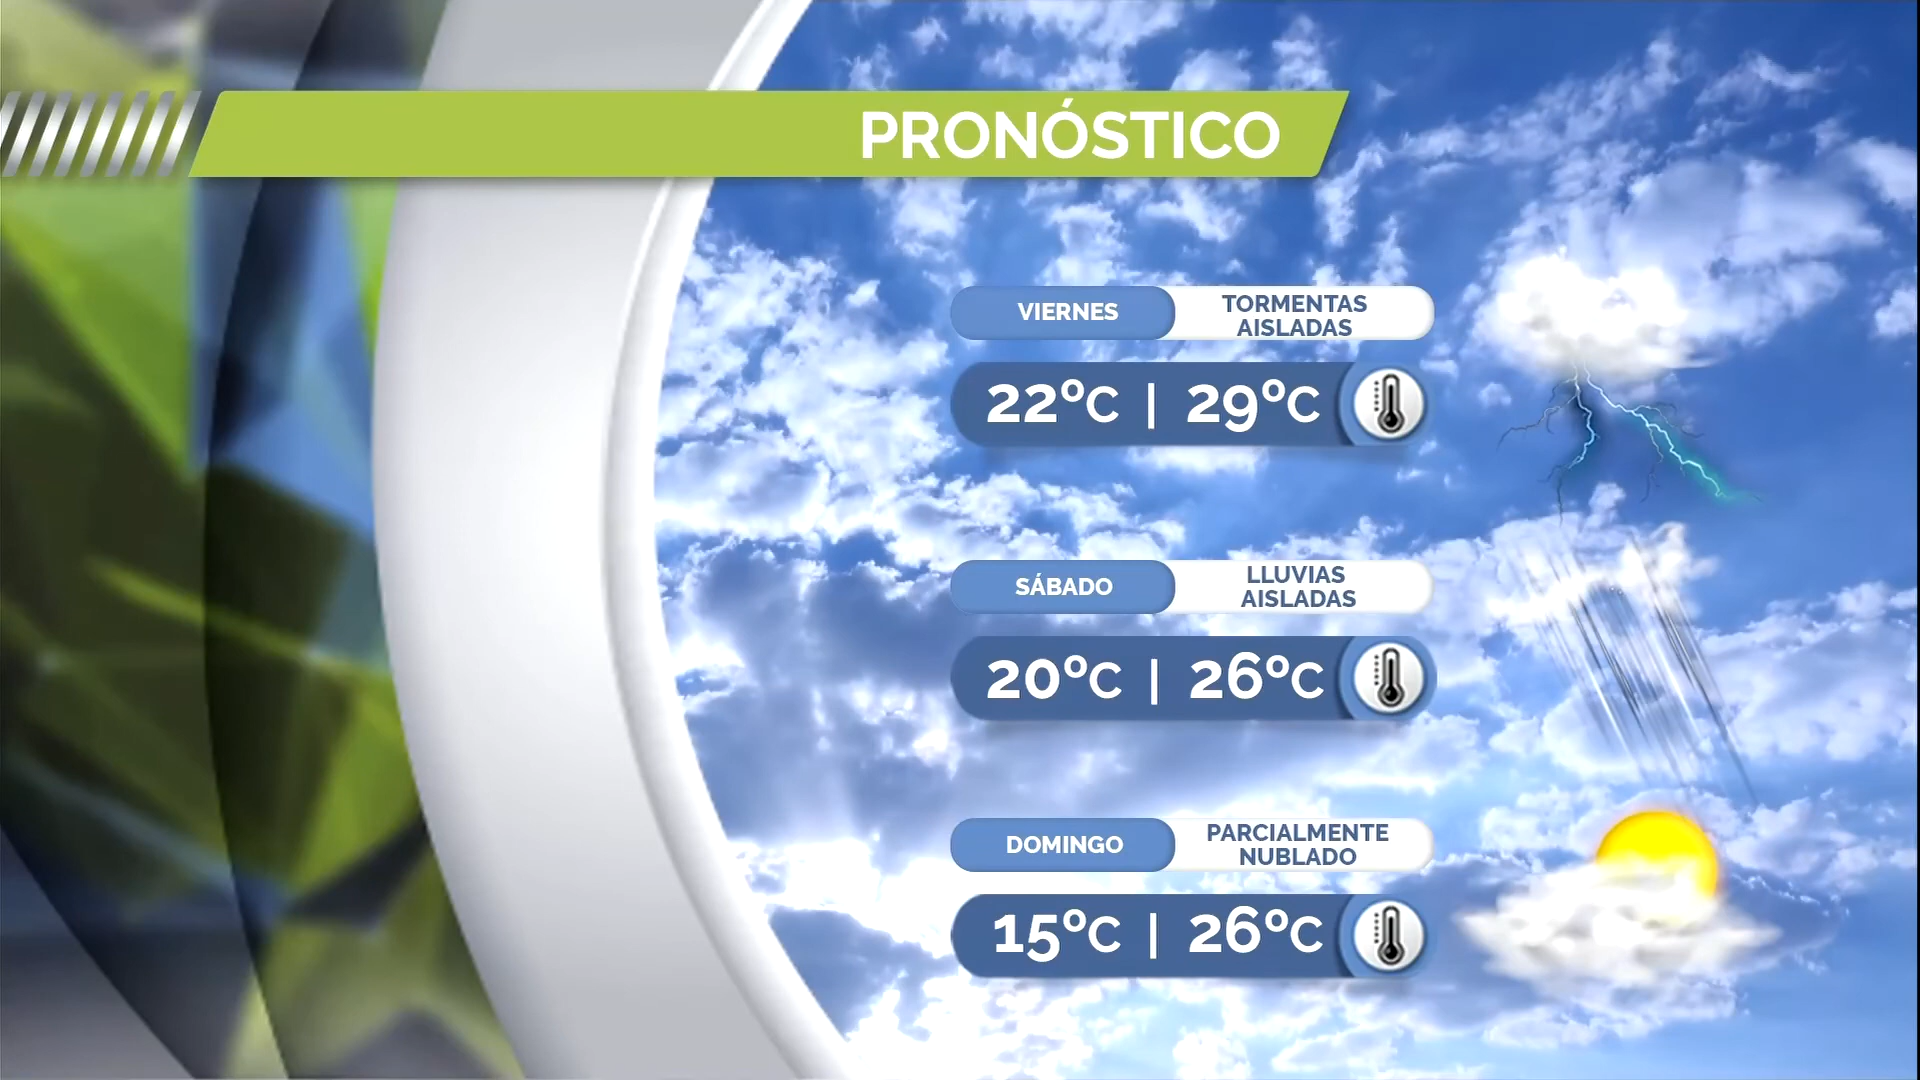 PRONÓSTICO
VIERNES
TORMENTAS
AISLADAS
22°C | 29°C
SÁBADO
LLUVIAS
AISLADAS
20°C | 26°C
DOMINGO
PARCIALMENTE
NUBLADO
15°C | 26°C